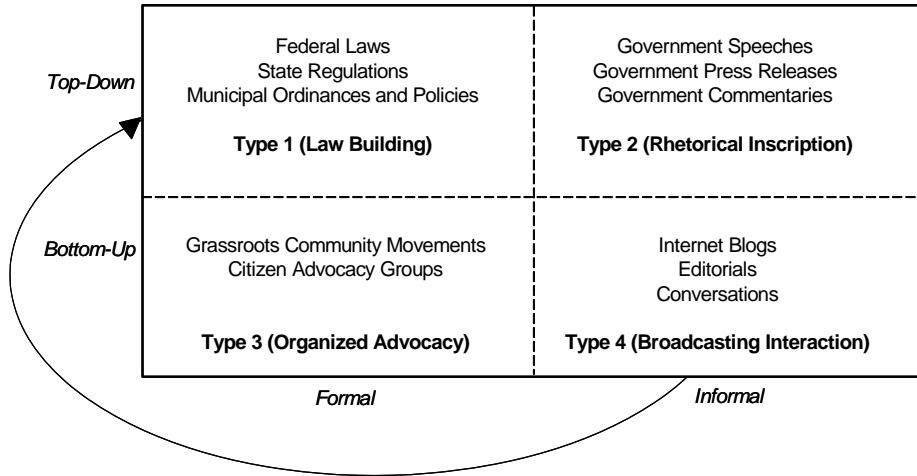 Federal Laws
State Regulations
Municipal Ordinances and Policies
Type 1 (Law Building)
Government Speeches
Government Press Releases
Government Commentaries
Type 2 (Rhetorical Inscription)
Top-Down
Bottom-Up
Grassroots Community Movements
Citizen Advocacy Groups
Type 3 (Organized Advocacy)
Internet Blogs
Editorials
Conversations
Type 4 (Broadcasting Interaction)
Formal
Informal